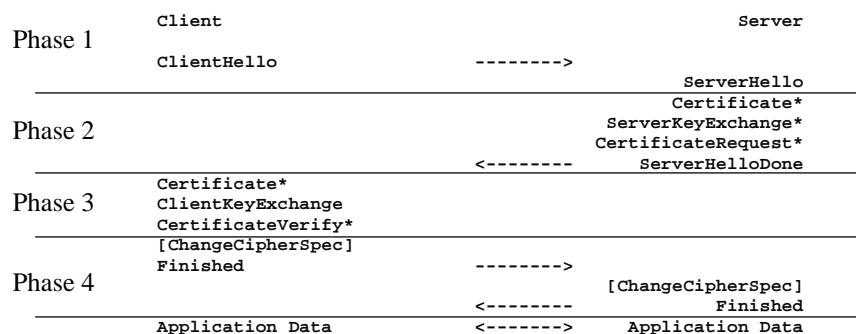 Client Server
Phase 1
ClientHello -------->
ServerHello
Certificate*
ServerKeyExchange*
Phase 2
CertificateRequest*
<-------- ServerHelloDone
Certificate*
Phase 3 ClientKeyExchange
CertificateVerify*
[ChangeCipherSpec]
Finished -------->
Phase 4 [ChangeCipherSpec]
<-------- Finished
Application Data <-------> Application Data